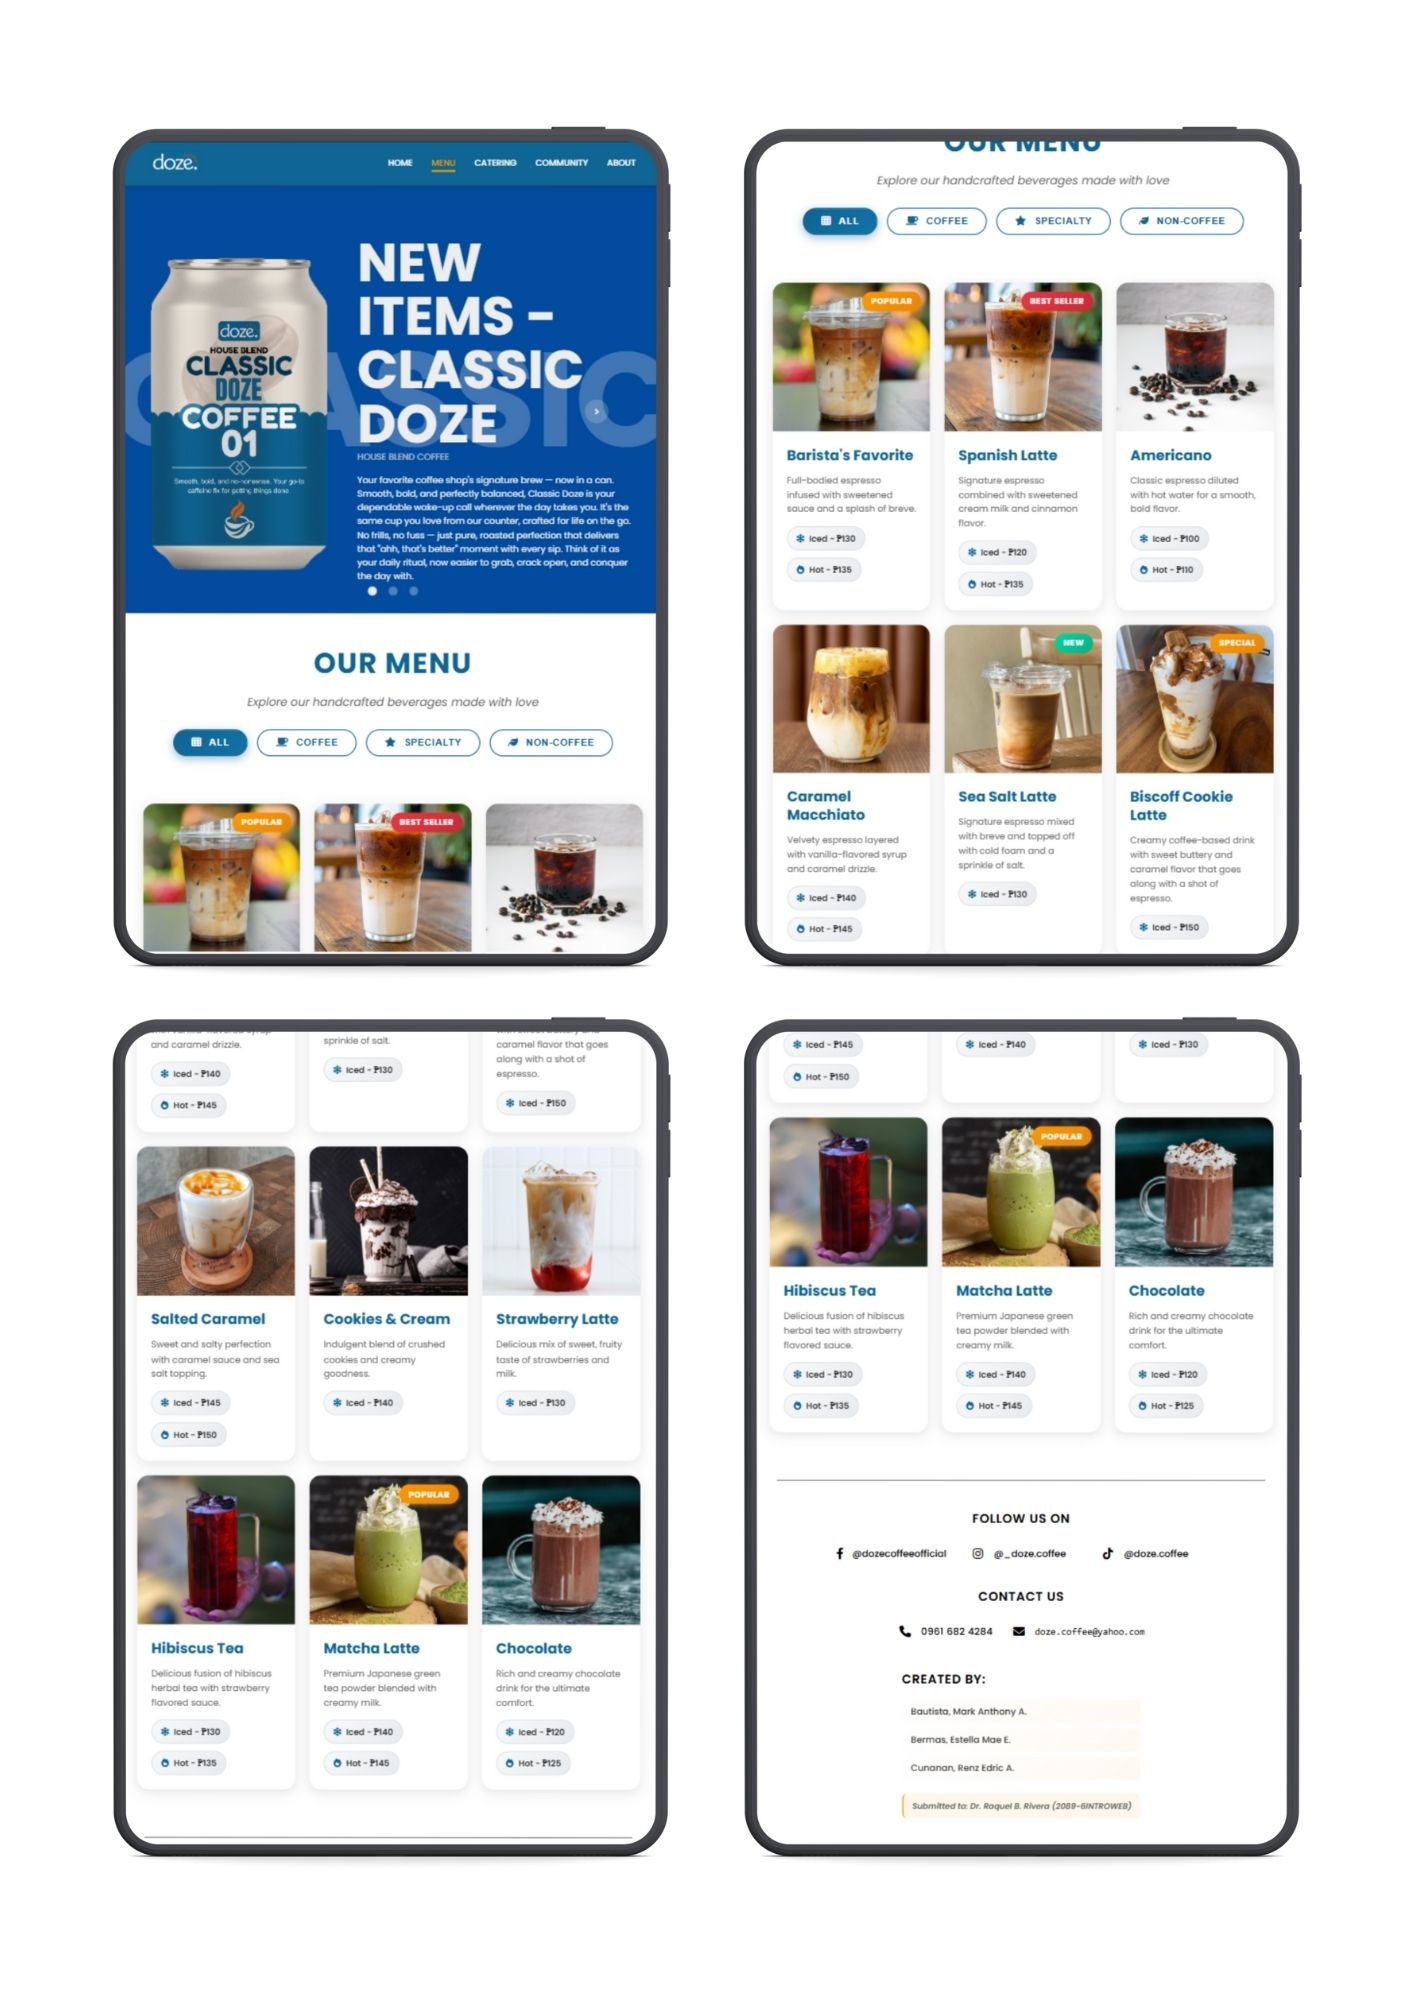 doze.
HOME MENU CATERING COMMUNITY ABOUT
doze.
HOUSE BLEND
CLASSIC
DOZE
COFFEE
01
Smooth, bold, and no-nonsense. Your go-to
caffeine fix for getting things done.
CLASSIC
NEW
ITEMS -
CLASSIC
DOZE
HOUSE BLEND COFFEE
Your favorite coffee shop's signature brew — now in a can.
Smooth, bold, and perfectly balanced, Classic Doze is your
dependable wake-up call wherever the day takes you. It's the
same cup you love from our counter, crafted for life on the go.
No frills, no fuss — just pure, roasted perfection that delivers
that "ahh, that's better" moment with every sip. Think of it as
your daily ritual, now easier to grab, crack open, and conquer
the day with.
OUR MENU
Explore our handcrafted beverages made with love
ALL COFFEE SPECIALTY NON-COFFEE
POPULAR
BEST SELLER
OUR MENU
Explore our handcrafted beverages made with love
ALL COFFEE SPECIALTY NON-COFFEE
POPULAR
Barista's Favorite
Full-bodied espresso
infused with sweetened
sauce and a splash of breve.
Iced - ₱130
Hot - ₱135
BEST SELLER
Spanish Latte
Signature espresso
combined with sweetened
cream milk and cinnamon
flavor.
Iced - ₱120
Hot - ₱135
Americano
Classic espresso diluted
with hot water for a smooth,
bold flavor.
Iced - ₱100
Hot - ₱110
Caramel
Macchiato
Velvety espresso layered
with vanilla-flavored syrup
and caramel drizzle.
Iced - ₱140
Hot - ₱145
NEW
Sea Salt Latte
Signature espresso mixed
with breve and topped off
with cold foam and a
sprinkle of salt.
Iced - ₱130
SPECIAL
Biscoff Cookie
Latte
Creamy coffee-based drink
with sweet buttery and
caramel flavor that goes
along with a shot of
espresso.
Iced - ₱150
with vanilla-flavored syrup
and caramel drizzle.
Iced - ₱140
Hot - ₱145
sprinkle of salt.
Iced - ₱130
with sweet buttery and
caramel flavor that goes
along with a shot of
espresso.
Iced - ₱150
Salted Caramel
Sweet and salty perfection
with caramel sauce and sea
salt topping.
Iced - ₱145
Hot - ₱150
Cookies & Cream
Indulgent blend of crushed
cookies and creamy
goodness.
Iced - ₱140
Strawberry Latte
Delicious mix of sweet, fruity
taste of strawberries and
milk.
Iced - ₱130
Hibiscus Tea
Delicious fusion of hibiscus
herbal tea with strawberry
flavored sauce.
Iced - ₱130
Hot - ₱135
POPULAR
Matcha Latte
Premium Japanese green
tea powder blended with
creamy milk.
Iced - ₱140
Hot - ₱145
Chocolate
Rich and creamy chocolate
drink for the ultimate
comfort.
Iced - ₱120
Hot - ₱125
Iced - ₱145
Hot - ₱150
Iced - ₱140
Iced - ₱130
Hibiscus Tea
Delicious fusion of hibiscus
herbal tea with strawberry
flavored sauce.
Iced - ₱130
Hot - ₱135
POPULAR
Matcha Latte
Premium Japanese green
tea powder blended with
creamy milk.
Iced - ₱140
Hot - ₱145
Chocolate
Rich and creamy chocolate
drink for the ultimate
comfort.
Iced - ₱120
Hot - ₱125
FOLLOW US ON
@dozecoffeeofficial @_doze.coffee @doze.coffee
CONTACT US
0961 682 4284 doze.coffee@yahoo.com
CREATED BY:
Bautista, Mark Anthony A.
Bermas, Estella Mae E.
Cunanan, Renz Edric A.
Submitted to: Dr. Raquel B. Rivera (2089-6INTROWEB)